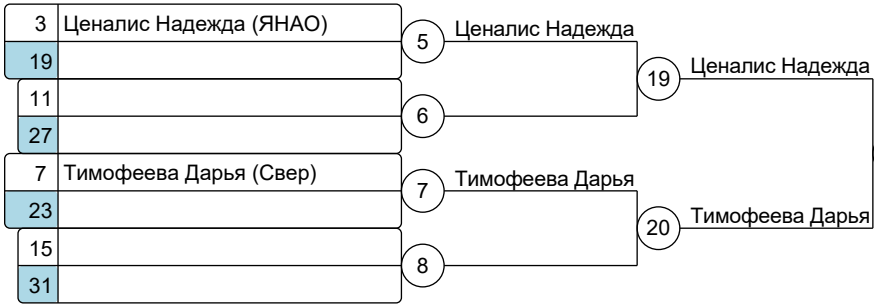 3 Ценалис Надежда (ЯНАО)
5 Ценалис Надежда
19
19 Ценалис Надежда
11
6
27
7 Тимофеева Дарья (Свер)
7 Тимофеева Дарья
23
20 Тимофеева Дарья
15
8
31